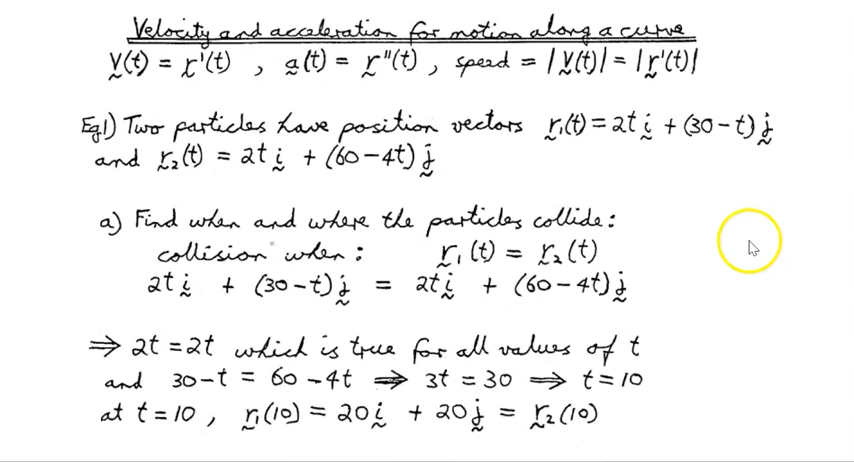 Velocity and acceleration for motion along a curve
v(t) = r'(t) , a(t) = r''(t) , speed = |v(t)| = |r'(t)|
Eg1) Two particles have position vectors r₁(t) = 2t i + (30 - t) j
and r₂(t) = 2t i + (60 - 4t) j
a) Find when and where the particles collide:
collision when: r₁(t) = r₂(t)
2t i + (30 - t) j = 2t i + (60 - 4t) j
⇒ 2t = 2t which is true for all values of t
and 30 - t = 60 - 4t ⇒ 3t = 30 ⇒ t = 10
at t = 10 , r₁(10) = 20 i + 20 j = r₂(10)